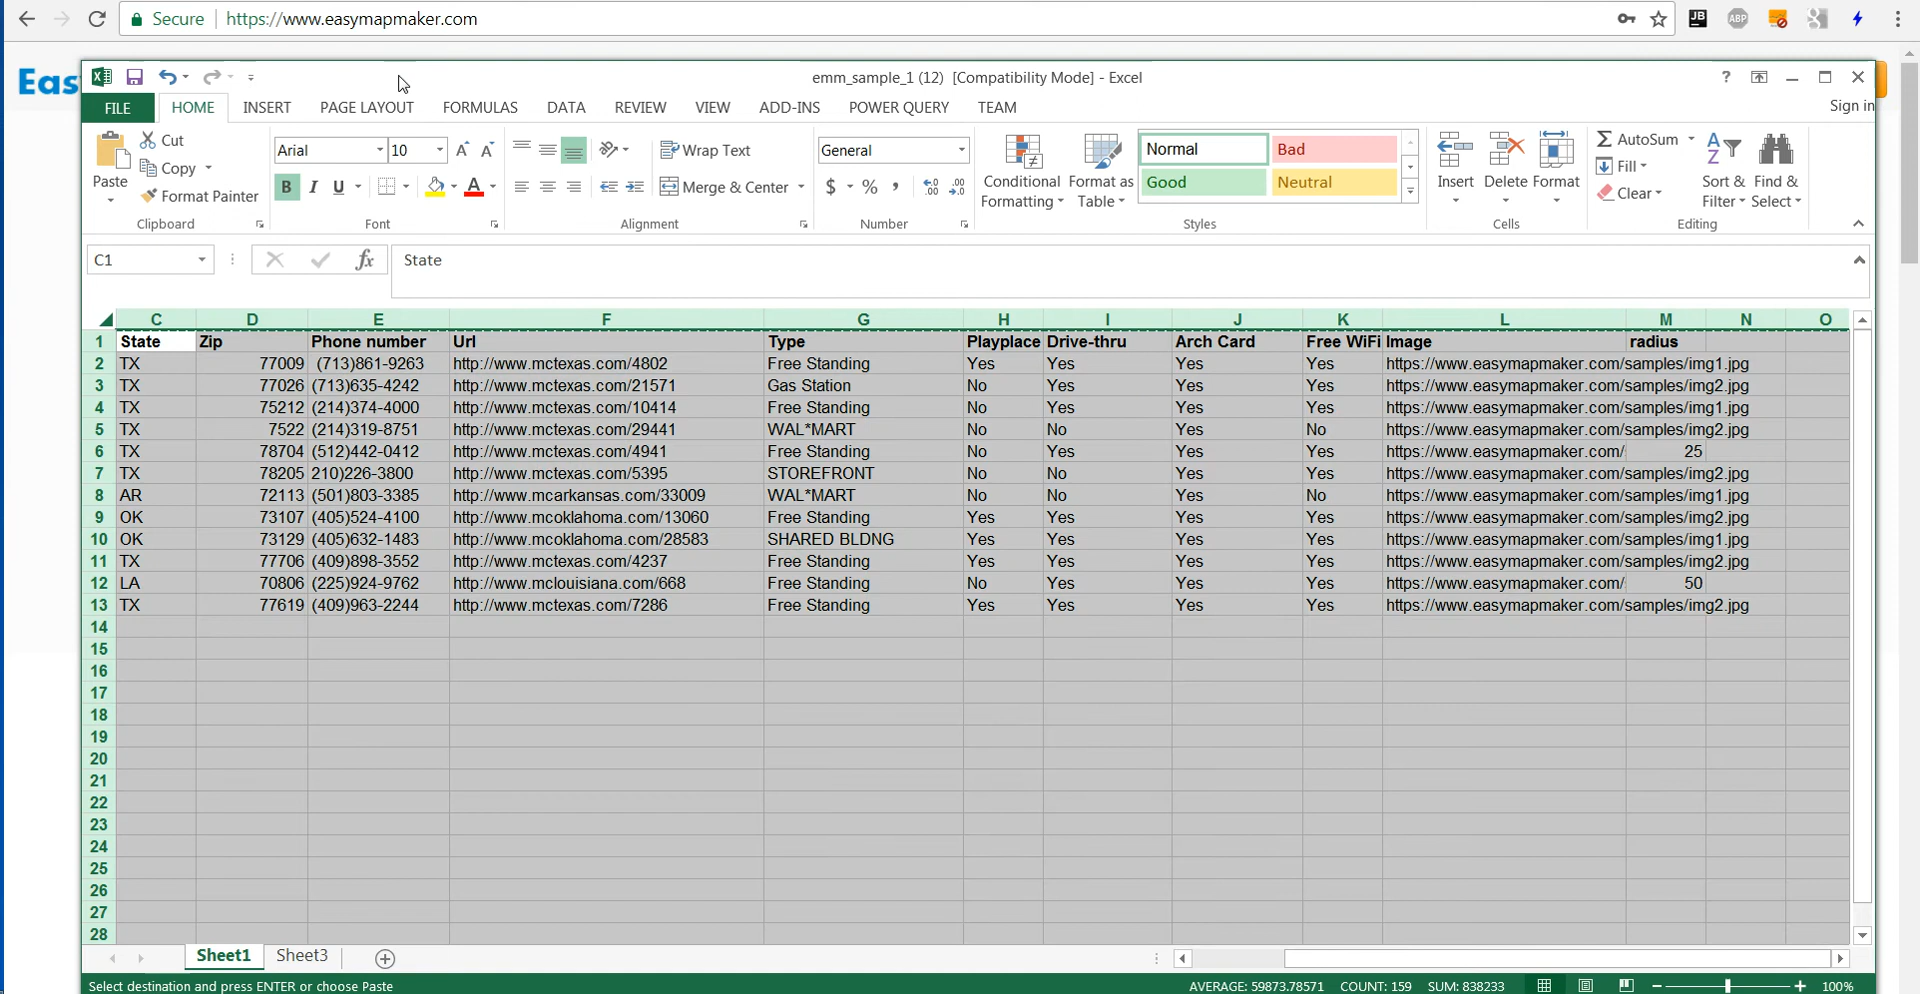 Secure https://www.easymapmaker.com
JB ABP
emm_sample_1 (12) [Compatibility Mode] - Excel ?
FILE HOME INSERT PAGE LAYOUT FORMULAS DATA REVIEW VIEW ADD-INS POWER QUERY TEAM Sign in
Paste
Cut
Copy
Format Painter
Clipboard
Arial 10
B I U
Font
Wrap Text
Merge & Center
Alignment
General
$ % ,
Number
Conditional Formatting
Format as Table
Normal Bad
Good Neutral
Styles
Insert Delete Format
Cells
AutoSum
Fill
Clear
Sort & Filter
Find & Select
Editing
C1 fx State
C D E F G H I J K L M N O
1 State Zip Phone number Url Type Playplace Drive-thru Arch Card Free WiFi Image radius
2 TX 77009 (713)861-9263 http://www.mctexas.com/4802 Free Standing Yes Yes Yes Yes https://www.easymapmaker.com/samples/img1.jpg
3 TX 77026 (713)635-4242 http://www.mctexas.com/21571 Gas Station No Yes Yes Yes https://www.easymapmaker.com/samples/img2.jpg
4 TX 75212 (214)374-4000 http://www.mctexas.com/10414 Free Standing No Yes Yes Yes https://www.easymapmaker.com/samples/img1.jpg
5 TX 7522 (214)319-8751 http://www.mctexas.com/29441 WAL*MART No No Yes No https://www.easymapmaker.com/samples/img2.jpg
6 TX 78704 (512)442-0412 http://www.mctexas.com/4941 Free Standing No Yes Yes Yes https://www.easymapmaker.com/ 25
7 TX 78205 210)226-3800 http://www.mctexas.com/5395 STOREFRONT No No Yes Yes https://www.easymapmaker.com/samples/img2.jpg
8 AR 72113 (501)803-3385 http://www.mcarkansas.com/33009 WAL*MART No No Yes No https://www.easymapmaker.com/samples/img1.jpg
9 OK 73107 (405)524-4100 http://www.mcoklahoma.com/13060 Free Standing Yes Yes Yes Yes https://www.easymapmaker.com/samples/img2.jpg
10 OK 73129 (405)632-1483 http://www.mcoklahoma.com/28583 SHARED BLDNG Yes Yes Yes Yes https://www.easymapmaker.com/samples/img1.jpg
11 TX 77706 (409)898-3552 http://www.mctexas.com/4237 Free Standing Yes Yes Yes Yes https://www.easymapmaker.com/samples/img2.jpg
12 LA 70806 (225)924-9762 http://www.mclouisiana.com/668 Free Standing No Yes Yes Yes https://www.easymapmaker.com/ 50
13 TX 77619 (409)963-2244 http://www.mctexas.com/7286 Free Standing Yes Yes Yes Yes https://www.easymapmaker.com/samples/img2.jpg
14
15
16
17
18
19
20
21
22
23
24
25
26
27
28
Sheet1 Sheet3
Select destination and press ENTER or choose Paste AVERAGE: 59873.78571 COUNT: 159 SUM: 838233 100%